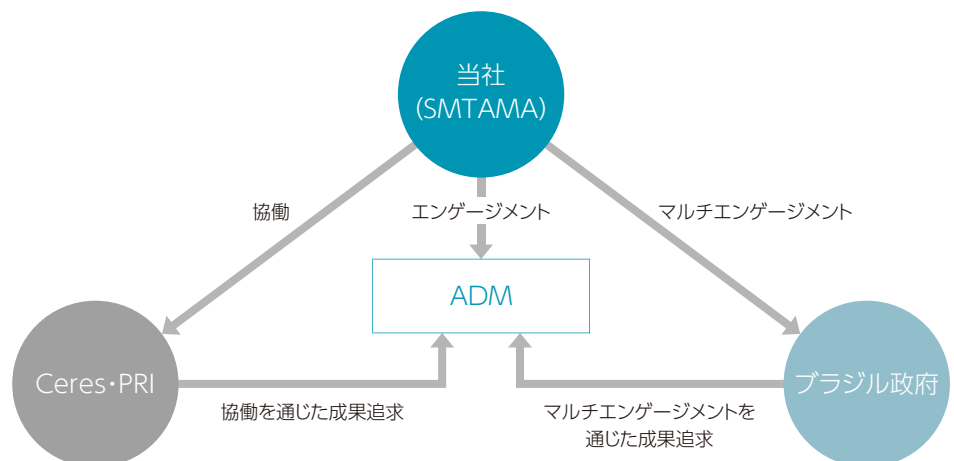 当社
(SMTAMA)
協働
エンゲージメント
マルチエンゲージメント
ADM
Ceres・PRI
ブラジル政府
協働を通じた成果追求
マルチエンゲージメントを
通じた成果追求